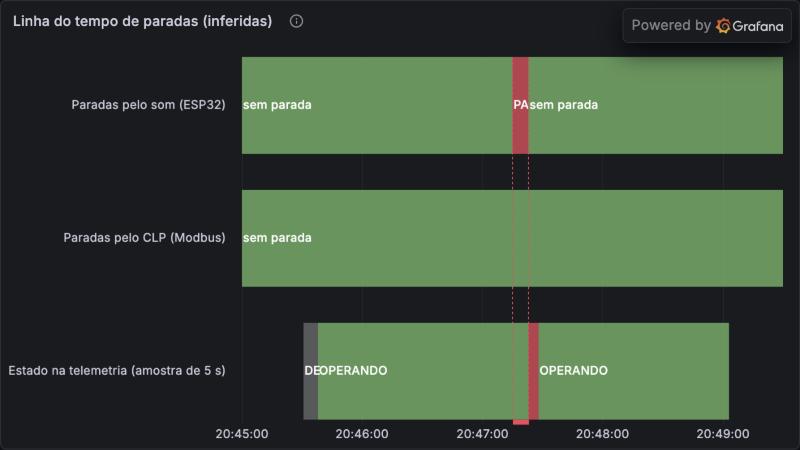 Linha do tempo de paradas (inferidas)
Powered by Grafana
Paradas pelo som (ESP32)
sem parada
PA
sem parada
Paradas pelo CLP (Modbus)
sem parada
Estado na telemetria (amostra de 5 s)
DE
OPERANDO
OPERANDO
20:45:00 20:46:00 20:47:00 20:48:00 20:49:00